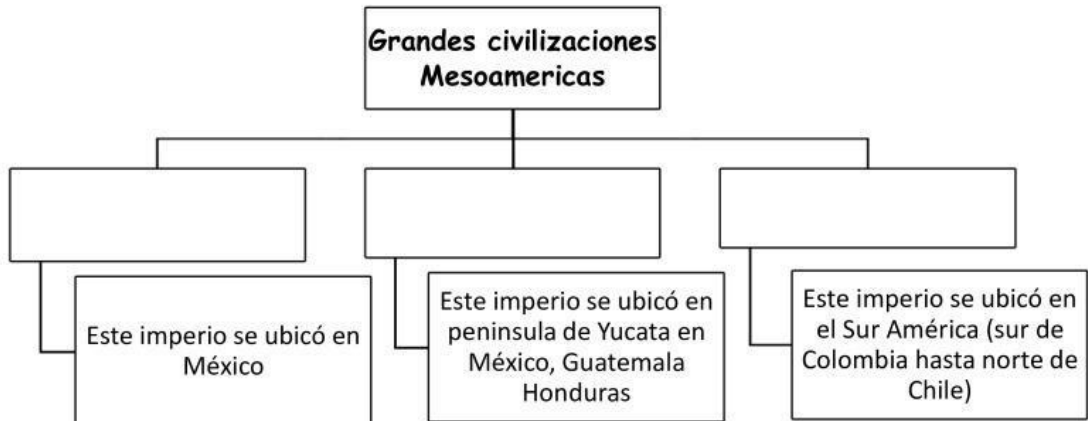 Grandes civilizaciones
Mesoamericas
Este imperio se ubicó en
México
Este imperio se ubicó en
peninsula de Yucata en
México, Guatemala
Honduras
Este imperio se ubicó en
el Sur América (sur de
Colombia hasta norte de
Chile)